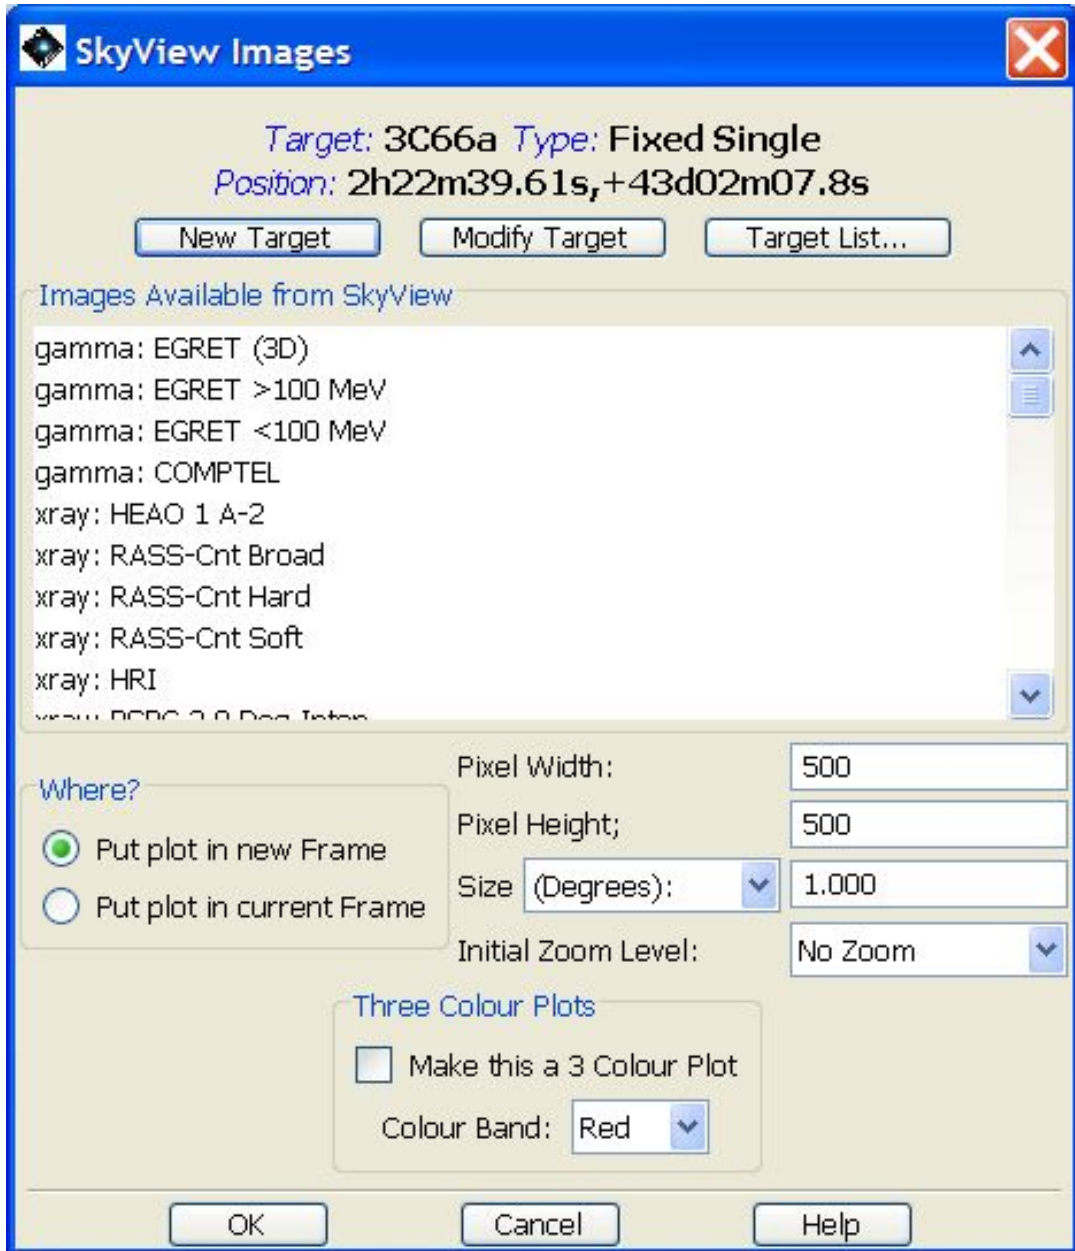 SkyView Images
Target: 3C66a Type: Fixed Single
Position: 2h22m39.61s,+43d02m07.8s
New Target Modify Target Target List...
Images Available from SkyView
gamma: EGRET (3D)
gamma: EGRET >100 MeV
gamma: EGRET <100 MeV
gamma: COMPTEL
xray: HEAO 1 A-2
xray: RASS-Cnt Broad
xray: RASS-Cnt Hard
xray: RASS-Cnt Soft
xray: HRI
Where?
Put plot in new Frame
Put plot in current Frame
Pixel Width: 500
Pixel Height; 500
Size (Degrees): 1.000
Initial Zoom Level: No Zoom
Three Colour Plots
Make this a 3 Colour Plot
Colour Band: Red
OK Cancel Help